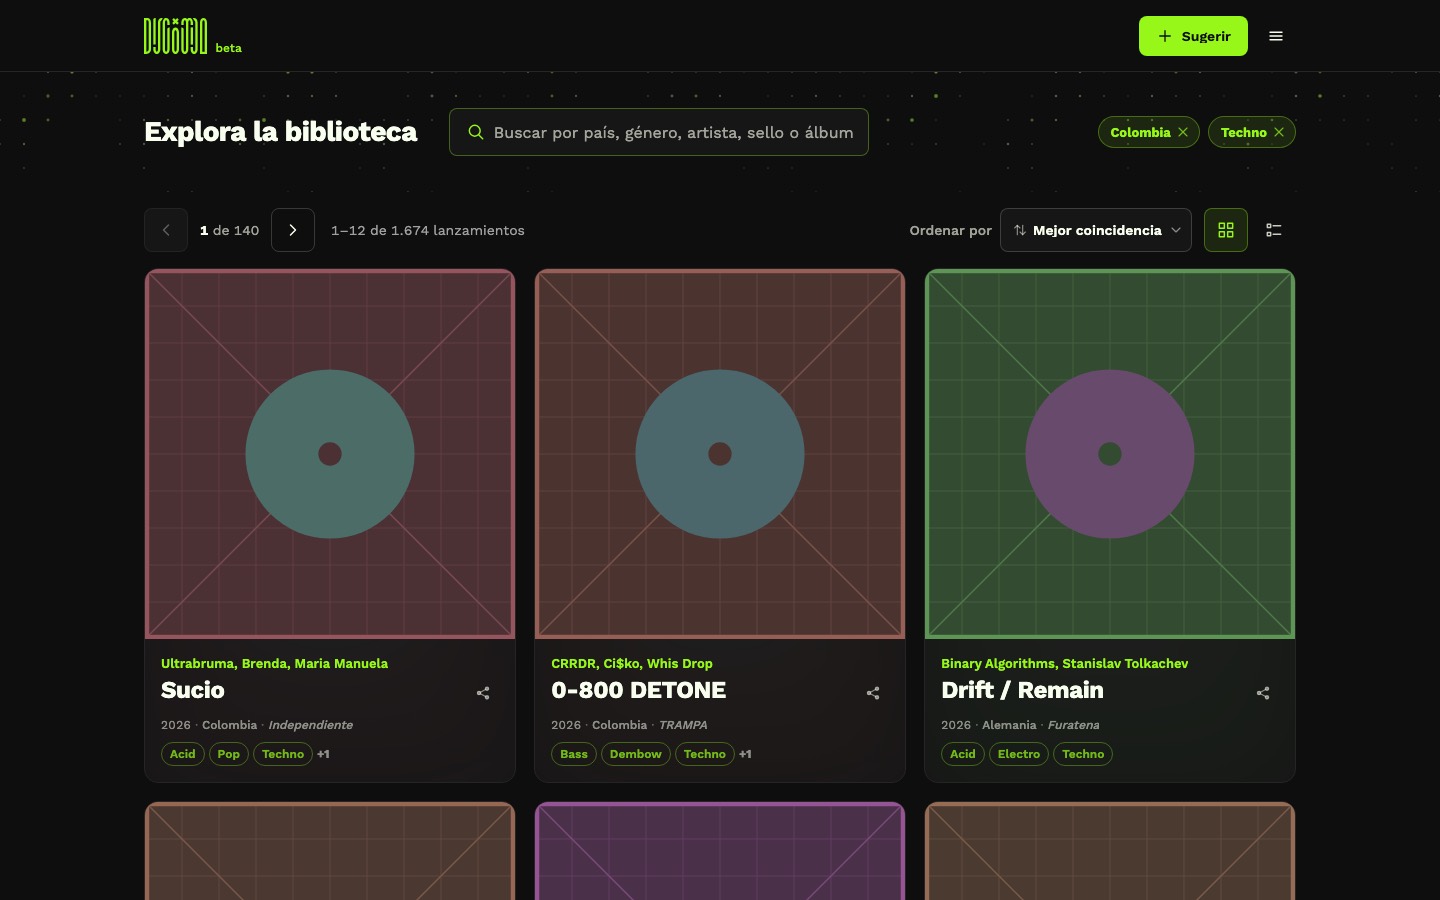 beta
Sugerir
Explora la biblioteca
Buscar por país, género, artista, sello o álbum
Colombia
Techno
1 de 140
1–12 de 1.674 lanzamientos
Ordenar por
Mejor coincidencia
Ultrabruma, Brenda, Maria Manuela
Sucio
2026 · Colombia · Independiente
Acid Pop Techno +1
CRRDR, Ci$ko, Whis Drop
0-800 DETONE
2026 · Colombia · TRAMPA
Bass Dembow Techno +1
Binary Algorithms, Stanislav Tolkachev
Drift / Remain
2026 · Alemania · Furatena
Acid Electro Techno